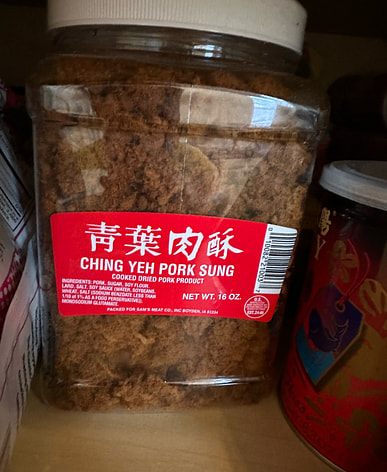 青葉肉酥
CHING YEH PORK SUNG
COOKED DRIED PORK PRODUCT
INGREDIENTS: PORK, SUGAR, SOY FLOUR,
LARD, SALT, SOY SAUCE (WATER, SOYBEANS,
WHEAT, SALT (SODIUM BENZOATE LESS THAN
1/10 of 1% AS A FOOD PRESERVATIVE),
MONOSODIUM GLUTAMATE.
NET WT. 16 OZ.
PACKED FOR SAM'S MEAT CO., INC BOYDEN, IA 51234